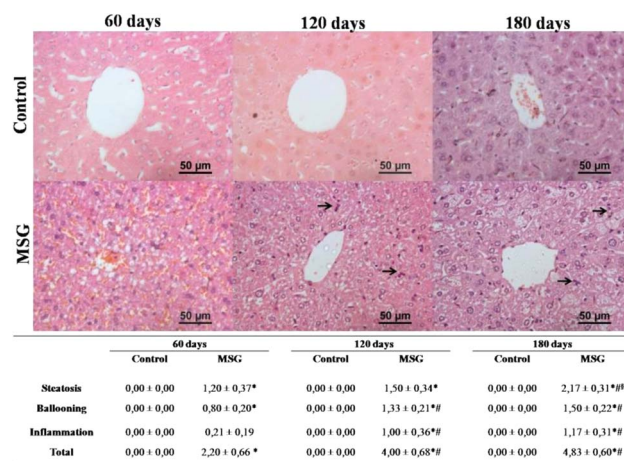 60 days 120 days 180 days
Control
50 µm 50 µm 50 µm
MSG
50 µm 50 µm 50 µm
60 days 120 days 180 days
Control MSG Control MSG Control MSG
Steatosis 0,00 ± 0,00 1,20 ± 0,37* 0,00 ± 0,00 1,50 ± 0,34* 0,00 ± 0,00 2,17 ± 0,31*#§
Ballooning 0,00 ± 0,00 0,80 ± 0,20* 0,00 ± 0,00 1,33 ± 0,21*# 0,00 ± 0,00 1,50 ± 0,22*#
Inflammation 0,00 ± 0,00 0,21 ± 0,19 0,00 ± 0,00 1,00 ± 0,36*# 0,00 ± 0,00 1,17 ± 0,31*#
Total 0,00 ± 0,00 2,20 ± 0,66 * 0,00 ± 0,00 4,00 ± 0,68*# 0,00 ± 0,00 4,83 ± 0,60*#